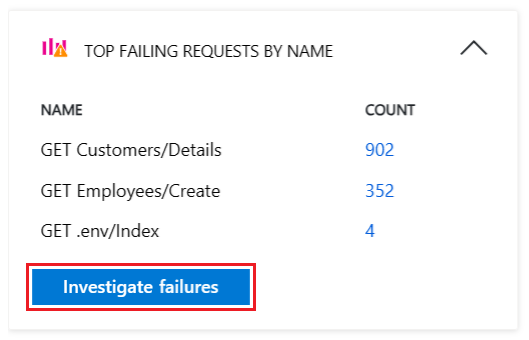 TOP FAILING REQUESTS BY NAME
NAME COUNT
GET Customers/Details 902
GET Employees/Create 352
GET .env/Index 4
Investigate failures